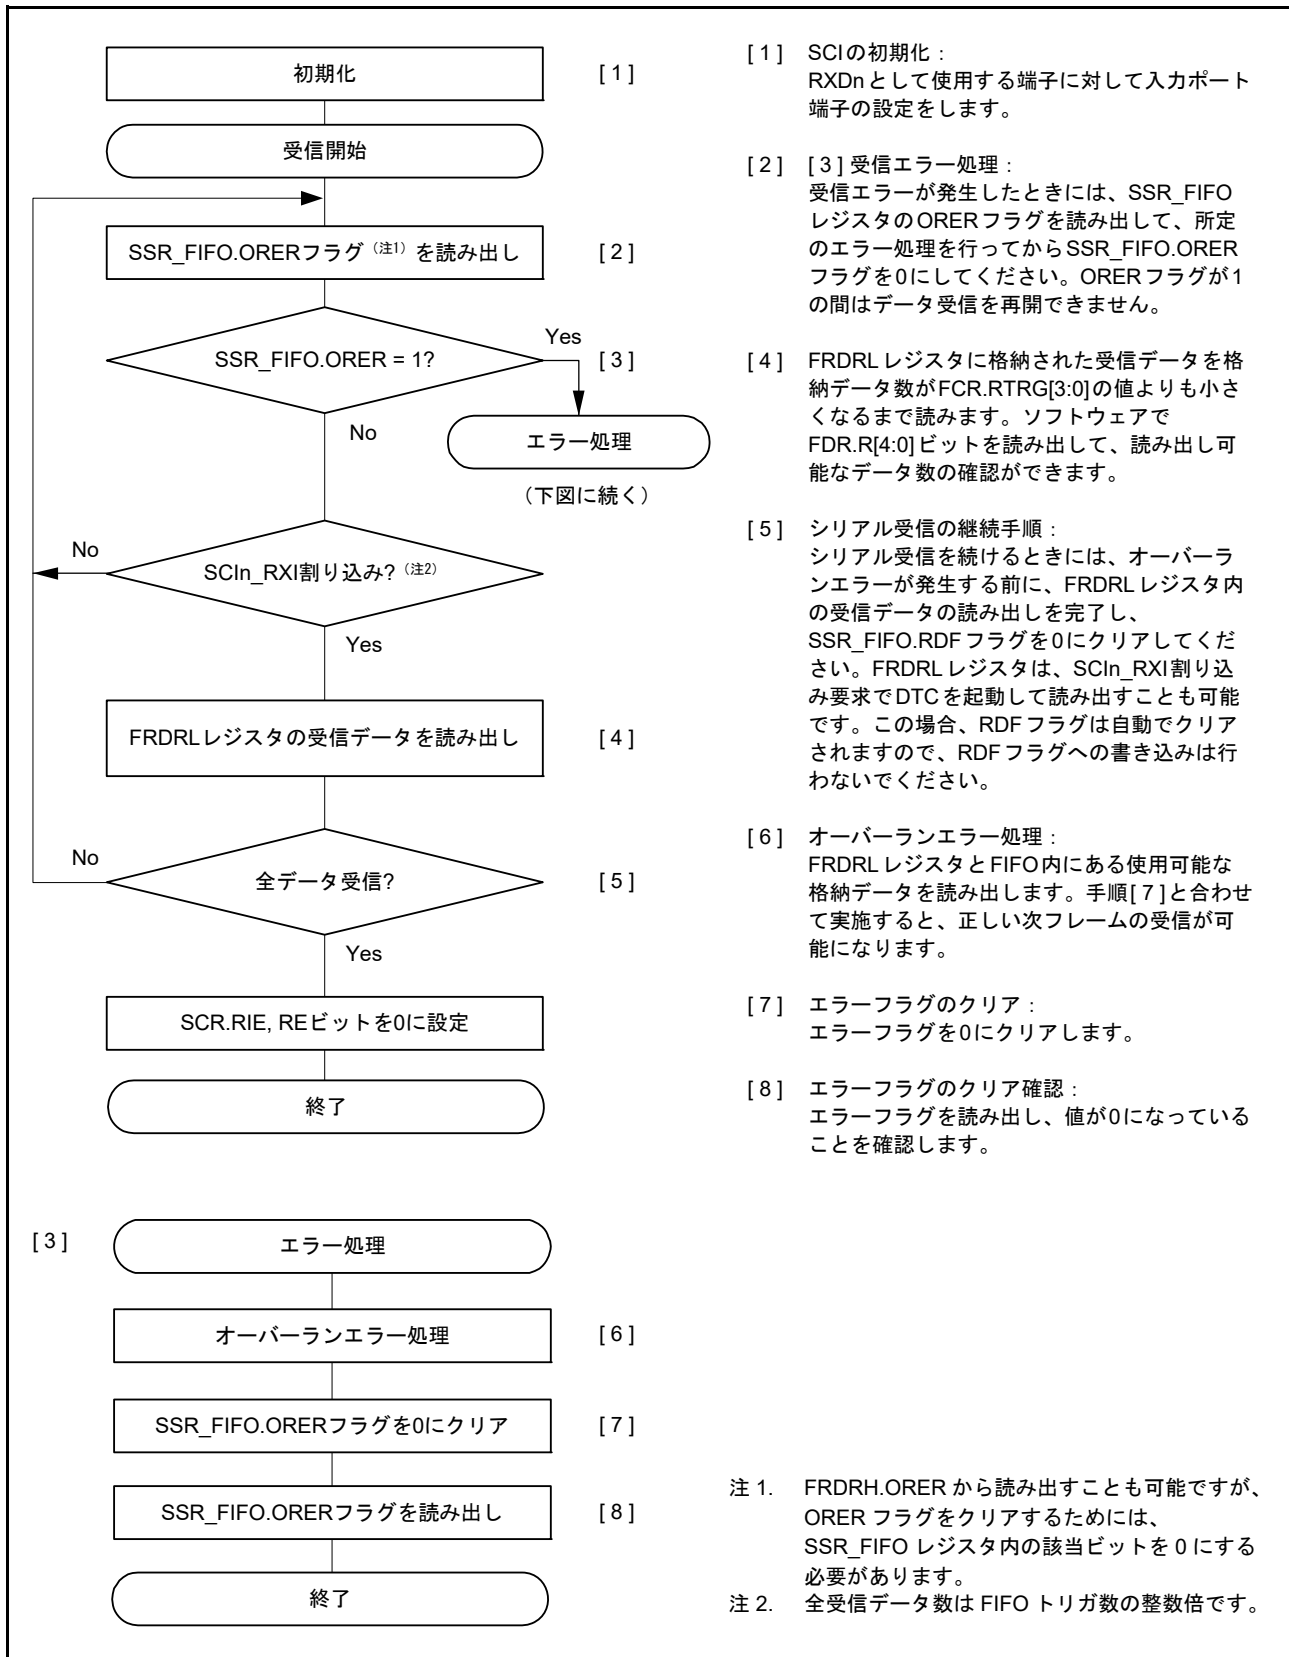 初期化
[ 1 ]
受信開始
SSR_FIFO.ORERフラグ（注1）を読み出し
[ 2 ]
SSR_FIFO.ORER = 1?
Yes
[ 3 ]
No
エラー処理
（下図に続く）
SCIn_RXI割り込み?（注2）
No
Yes
FRDRLレジスタの受信データを読み出し
[ 4 ]
全データ受信?
No
[ 5 ]
Yes
SCR.RIE, REビットを0に設定
終了
[ 1 ] SCIの初期化：
RXDnとして使用する端子に対して入力ポート
端子の設定をします。
[ 2 ] [ 3 ] 受信エラー処理：
受信エラーが発生したときには、SSR_FIFO
レジスタのORERフラグを読み出して、所定
のエラー処理を行ってからSSR_FIFO.ORER
フラグを0にしてください。ORERフラグが1
の間はデータ受信を再開できません。
[ 4 ] FRDRLレジスタに格納された受信データを格
納データ数がFCR.RTRG[3:0]の値よりも小さ
くなるまで読みます。ソフトウェアで
FDR.R[4:0]ビットを読み出して、読み出し可
能なデータ数の確認ができます。
[ 5 ] シリアル受信の継続手順：
シリアル受信を続けるときには、オーバーラ
ンエラーが発生する前に、FRDRLレジスタ内
の受信データの読み出しを完了し、
SSR_FIFO.RDFフラグを0にクリアしてくだ
さい。FRDRLレジスタは、SCIn_RXI割り込
み要求でDTCを起動して読み出すことも可能
です。この場合、RDFフラグは自動でクリア
されますので、RDFフラグへの書き込みは行
わないでください。
[ 6 ] オーバーランエラー処理：
FRDRLレジスタとFIFO内にある使用可能な
格納データを読み出します。手順[ 7 ]と合わせ
て実施すると、正しい次フレームの受信が可
能になります。
[ 7 ] エラーフラグのクリア：
エラーフラグを0にクリアします。
[ 8 ] エラーフラグのクリア確認：
エラーフラグを読み出し、値が0になっている
ことを確認します。
[ 3 ]
エラー処理
オーバーランエラー処理
[ 6 ]
SSR_FIFO.ORERフラグを0にクリア
[ 7 ]
SSR_FIFO.ORERフラグを読み出し
[ 8 ]
終了
注 1. FRDRH.ORER から読み出すことも可能ですが、
ORER フラグをクリアするためには、
SSR_FIFO レジスタ内の該当ビットを 0 にする
必要があります。
注 2. 全受信データ数は FIFO トリガ数の整数倍です。